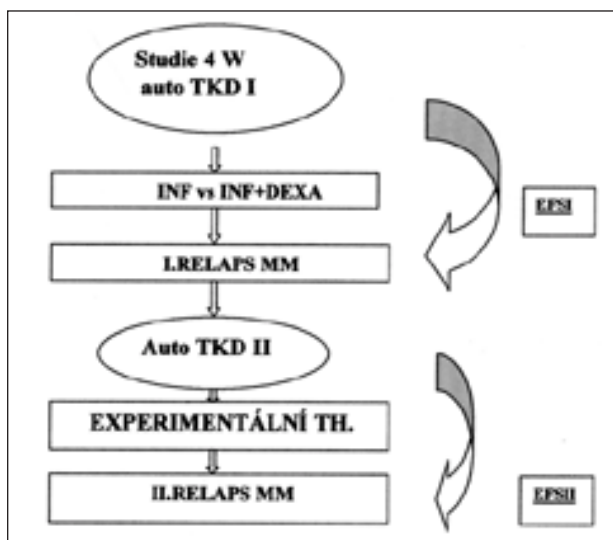 Studie 4 W
auto TKD I
INF vs INF+DEXA
EFSI
I.RELAPS MM
Auto TKD II
EXPERIMENTÁLNÍ TH.
II.RELAPS MM
EFSII